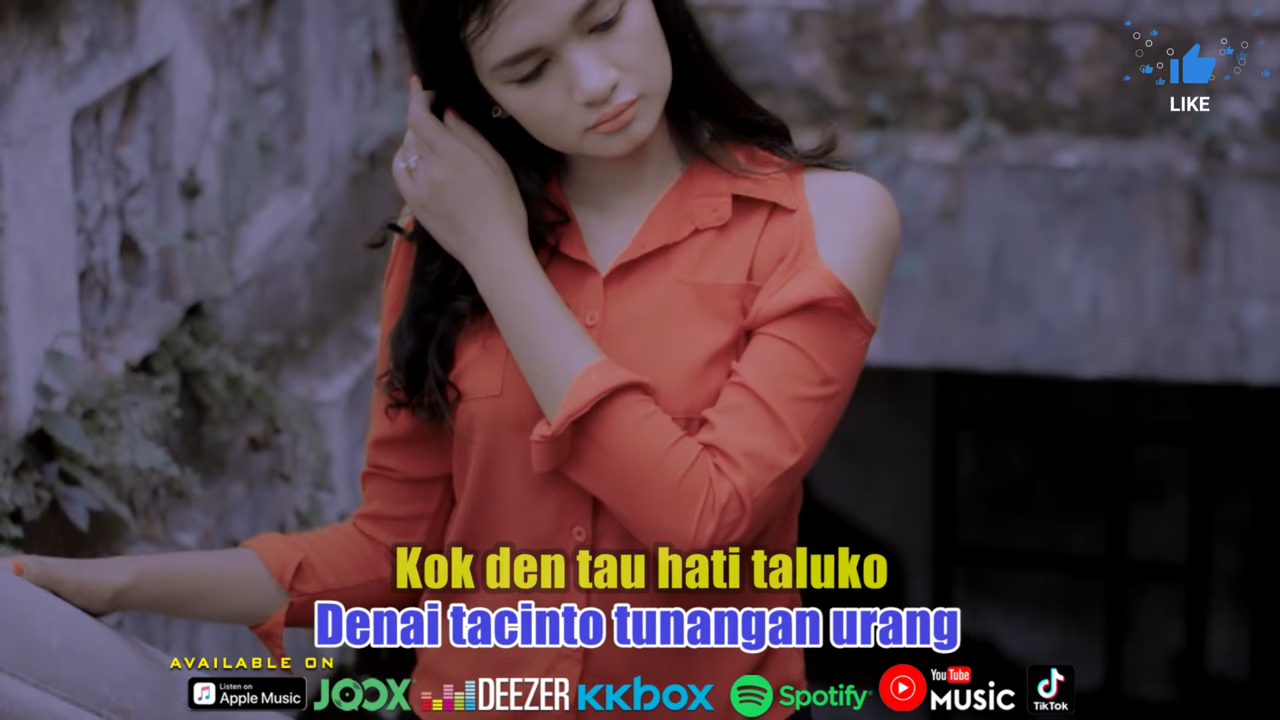 LIKE
Kok den tau hati taluko
Denai tacinto tunangan urang
AVAILABLE ON
Listen on
Apple Music
JOOX
DEEZER
KKBOX
Spotify
YouTube
MUSIC
TikTok